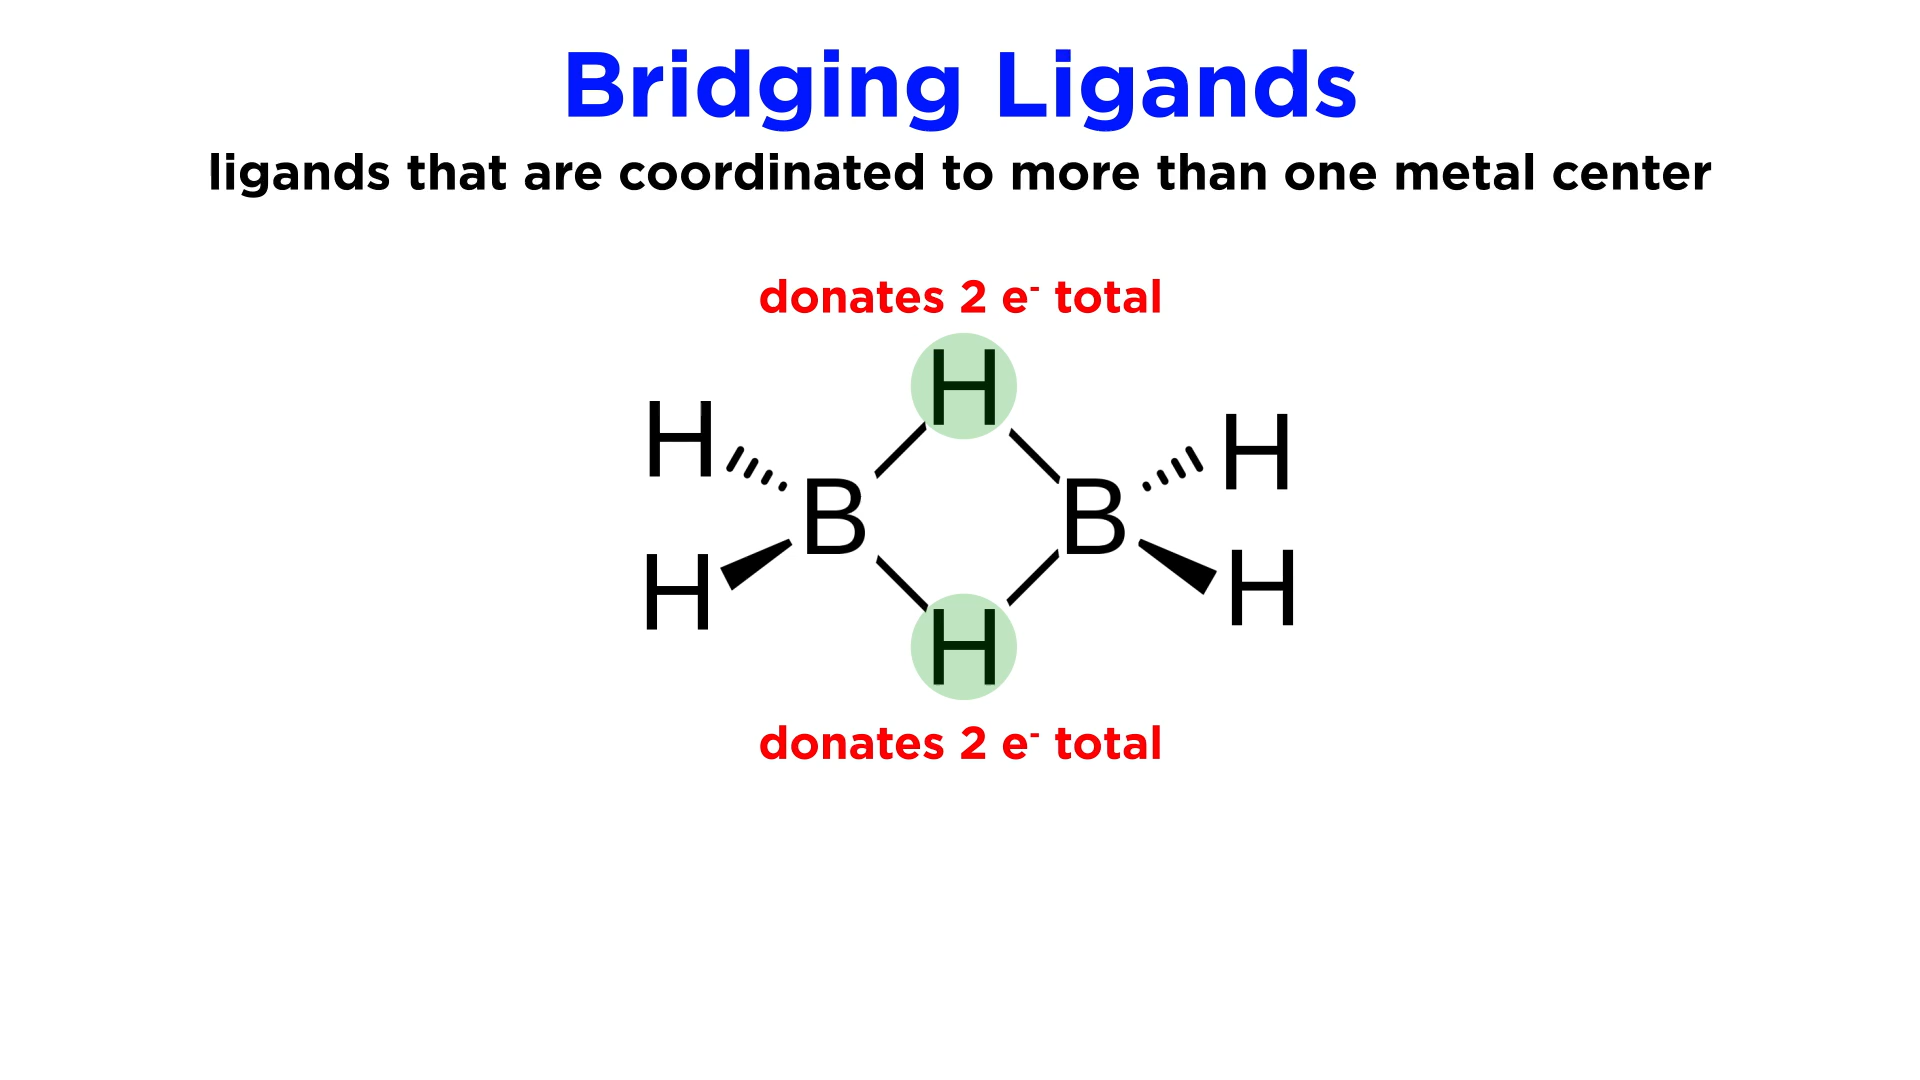 Bridging Ligands
ligands that are coordinated to more than one metal center
donates 2 e⁻ total
H
H H
B B
H H
H
donates 2 e⁻ total